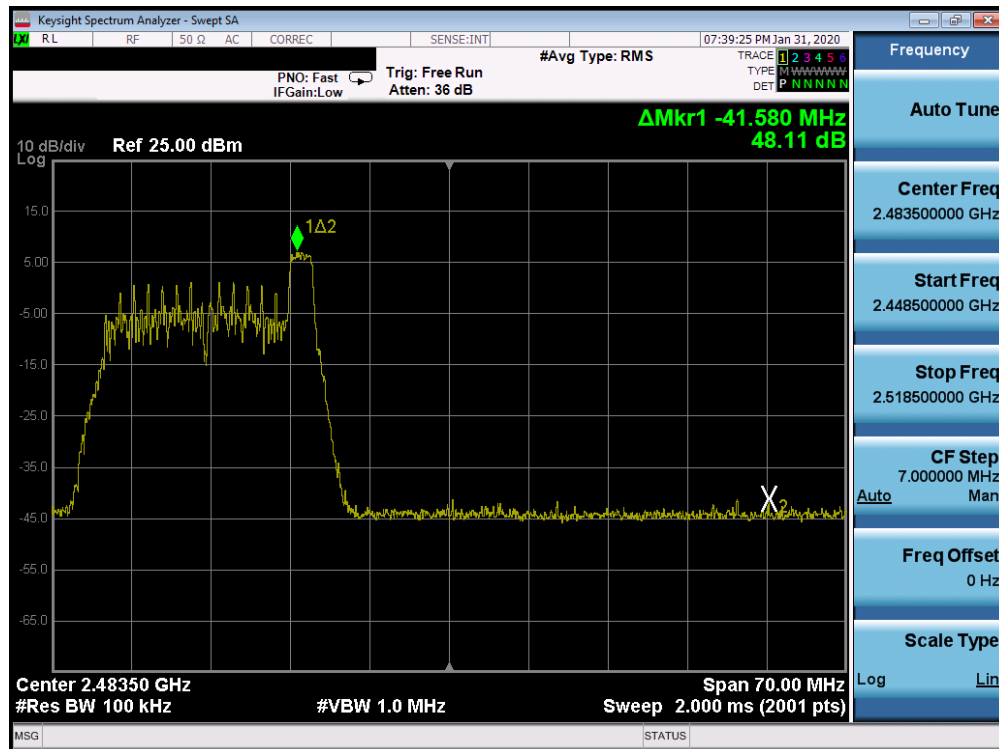 Keysight Spectrum Analyzer - Swept SA
LXI RL RF 50 Ω AC CORREC SENSE:INT 07:39:25 PM Jan 31, 2020
#Avg Type: RMS
TRACE 1 2 3 4 5 6
TYPE M WWWWW
DET P N N N N N
PNO: Fast
IFGain:Low
Trig: Free Run
Atten: 36 dB
ΔMkr1 -41.580 MHz
48.11 dB
10 dB/div
Log
Ref 25.00 dBm
15.0
5.00
-5.00
-15.0
-25.0
-35.0
-45.0
-55.0
-65.0
1Δ2
X2
Center 2.48350 GHz
#Res BW 100 kHz
#VBW 1.0 MHz
Span 70.00 MHz
Sweep 2.000 ms (2001 pts)
MSG
STATUS
Frequency
Auto Tune
Center Freq
2.483500000 GHz
Start Freq
2.448500000 GHz
Stop Freq
2.518500000 GHz
CF Step
7.000000 MHz
Auto Man
Freq Offset
0 Hz
Scale Type
Log Lin